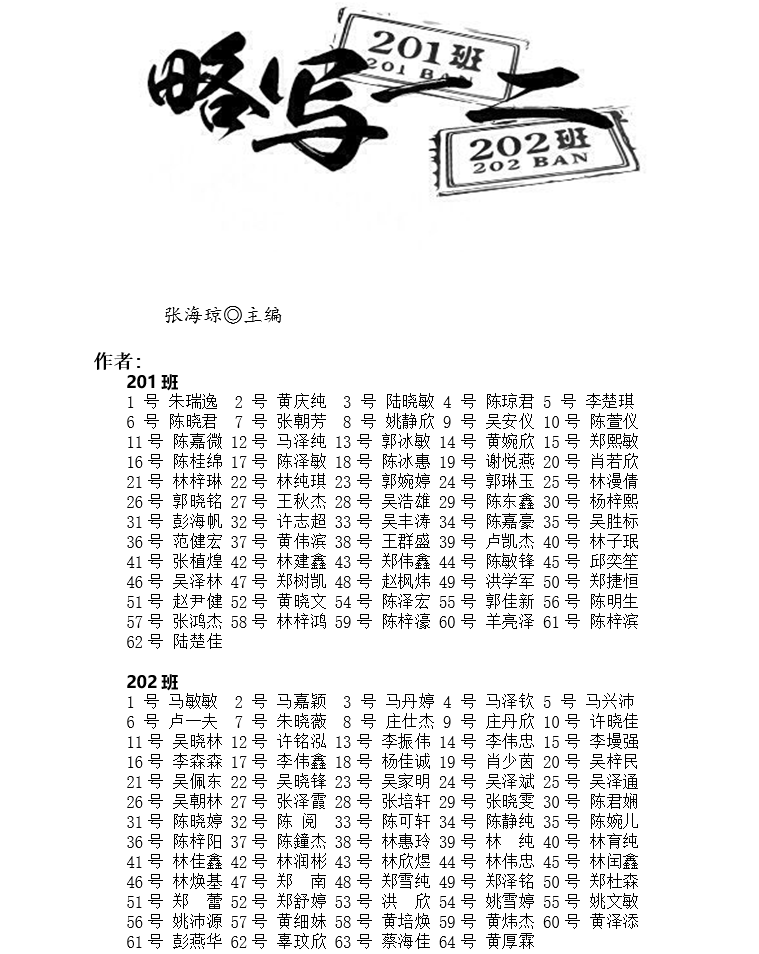 略写一二
201班
201 BAN
202班
202 BAN
张海琼◎主编
作者：
201班
1 号 朱瑞逸 2 号 黄庆纯 3 号 陆晓敏 4 号 陈琼君 5 号 李楚琪
6 号 陈晓君 7 号 张朝芳 8 号 姚静欣 9 号 吴安仪 10 号 陈萱仪
11 号 陈嘉微 12 号 马泽纯 13 号 郭冰敏 14 号 黄婉欣 15 号 郑熙敏
16 号 陈桂绵 17 号 陈泽敏 18 号 陈冰惠 19 号 谢悦燕 20 号 肖若欣
21 号 林梓琳 22 号 林纯琪 23 号 郭婉婷 24 号 郭琳玉 25 号 林漫倩
26 号 郭晓铭 27 号 王秋杰 28 号 吴浩雄 29 号 陈东鑫 30 号 杨梓熙
31 号 彭海帆 32 号 许志超 33 号 吴丰涛 34 号 陈嘉豪 35 号 吴胜标
36 号 范健宏 37 号 黄伟滨 38 号 王群盛 39 号 卢凯杰 40 号 林子珉
41 号 张植煌 42 号 林建鑫 43 号 郑伟鑫 44 号 陈敏锋 45 号 邱奕笙
46 号 吴泽林 47 号 郑树凯 48 号 赵枫炜 49 号 洪学军 50 号 郑捷恒
51 号 赵尹健 52 号 黄晓文 54 号 陈泽宏 55 号 郭佳新 56 号 陈明生
57 号 张鸿杰 58 号 林梓鸿 59 号 陈梓濠 60 号 羊亮泽 61 号 陈梓滨
62 号 陆楚佳
202班
1 号 马敏敏 2 号 马嘉颖 3 号 马丹婷 4 号 马泽钦 5 号 马兴沛
6 号 卢一夫 7 号 朱晓薇 8 号 庄仕杰 9 号 庄丹欣 10 号 许晓佳
11 号 吴晓林 12 号 许铭泓 13 号 李振伟 14 号 李伟忠 15 号 李墁强
16 号 李森森 17 号 李伟鑫 18 号 杨佳诚 19 号 肖少茵 20 号 吴梓民
21 号 吴佩东 22 号 吴晓锋 23 号 吴家明 24 号 吴泽斌 25 号 吴泽通
26 号 吴朝林 27 号 张泽霞 28 号 张培轩 29 号 张晓雯 30 号 陈君娴
31 号 陈晓婷 32 号 陈 阅 33 号 陈可轩 34 号 陈静纯 35 号 陈婉儿
36 号 陈梓阳 37 号 陈鐘杰 38 号 林惠玲 39 号 林 纯 40 号 林育纯
41 号 林佳鑫 42 号 林润彬 43 号 林欣煜 44 号 林伟忠 45 号 林闰鑫
46 号 林焕基 47 号 郑 南 48 号 郑雪纯 49 号 郑泽铭 50 号 郑杜森
51 号 郑 蕾 52 号 郑舒婷 53 号 洪 欣 54 号 姚雪婷 55 号 姚文敏
56 号 姚沛源 57 号 黄细妹 58 号 黄培焕 59 号 黄炜杰 60 号 黄泽添
61 号 彭燕华 62 号 辜玟欣 63 号 蔡海佳 64 号 黄厚霖